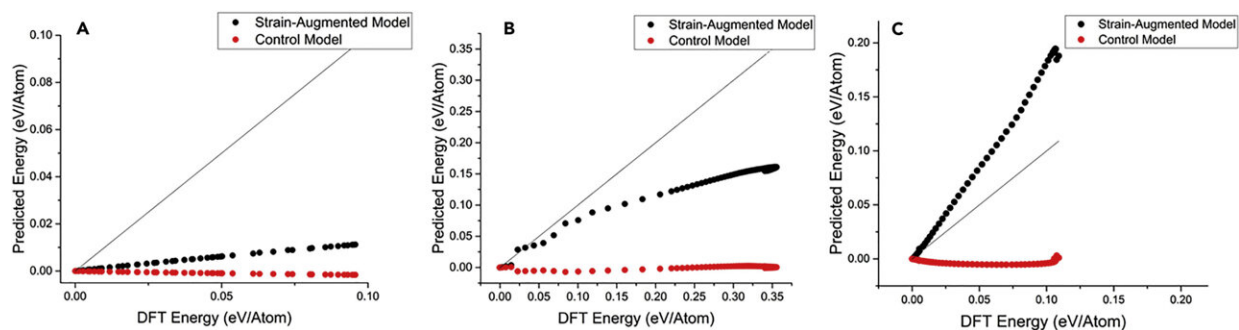 A
Strain-Augmented Model
Control Model
0.10
0.08
0.06
0.04
0.02
0.00
Predicted Energy (eV/Atom)
0.00 0.05 0.10
DFT Energy (eV/Atom)
B
Strain-Augmented Model
Control Model
0.35
0.30
0.25
0.20
0.15
0.10
0.05
0.00
Predicted Energy (eV/Atom)
0.00 0.05 0.10 0.15 0.20 0.25 0.30 0.35
DFT Energy (eV/Atom)
C
Strain-Augmented Model
Control Model
0.20
0.15
0.10
0.05
0.00
Predicted Energy (eV/Atom)
0.00 0.05 0.10 0.15 0.20
DFT Energy (eV/Atom)